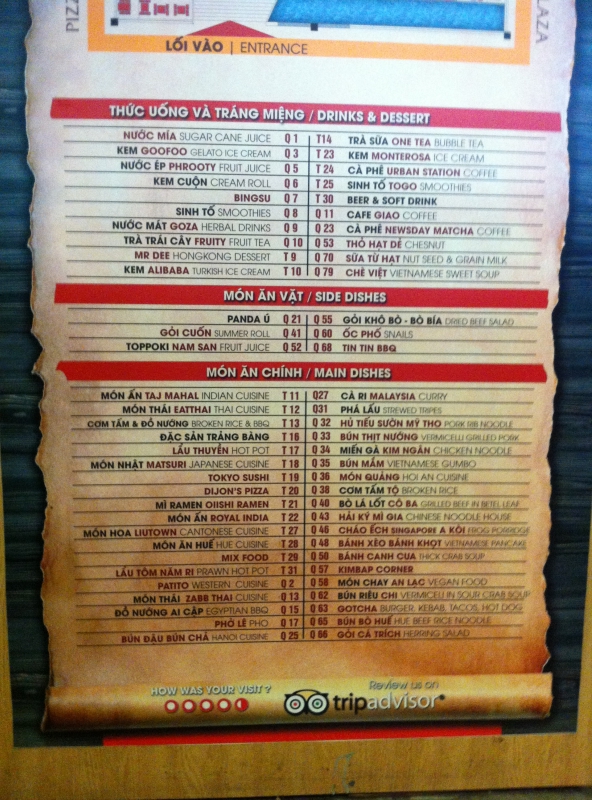 PIZZ
LAZA
LỐI VÀO | ENTRANCE
THỨC UỐNG VÀ TRÁNG MIỆNG / DRINKS & DESSERT
NƯỚC MÍA SUGAR CANE JUICE Q 1 T14 TRÀ SỮA ONE TEA BUBBLE TEA
KEM GOOFOO GELATO ICE CREAM Q 3 T 23 KEM MONTEROSA ICE CREAM
NƯỚC ÉP PHROOTY FRUIT JUICE Q 5 T 24 CÀ PHÊ URBAN STATION COFFEE
KEM CUỘN CREAM ROLL Q 6 T 25 SINH TỐ TOGO SMOOTHIES
BINGSU Q 7 T 30 BEER & SOFT DRINK
SINH TỐ SMOOTHIES Q 8 Q 11 CAFE GIAO COFFEE
NƯỚC MÁT GOZA HERBAL DRINKS Q 9 Q 23 CÀ PHÊ NEWSDAY MATCHA COFFEE
TRÀ TRÁI CÂY FRUITY FRUIT TEA Q 10 Q 53 THỎ HẠT DẺ CHESNUT
MR DEE HONGKONG DESSERT T 9 Q 70 SỮA TỪ HẠT NUT SEED & GRAIN MILK
KEM ALIBABA TURKISH ICE CREAM T 10 Q 79 CHÈ VIỆT VIETNAMESE SWEET SOUP
MÓN ĂN VẶT / SIDE DISHES
PANDA Ú Q 21 Q 55 GỎI KHÔ BÒ - BÒ BÍA DRIED BEEF SALAD
GỎI CUỐN SUMMER ROLL Q 41 Q 60 ỐC PHỐ SNAILS
TOPPOKI NAM SAN FRUIT JUICE Q 52 Q 68 TIN TIN BBQ
MÓN ĂN CHÍNH / MAIN DISHES
MÓN ẤN TAJ MAHAL INDIAN CUISINE T 11 Q27 CÀ RI MALAYSIA CURRY
MÓN THÁI EATTHAI THAI CUISINE T 12 Q31 PHÁ LẤU STREWED TRIPES
CƠM TẤM & ĐỒ NƯỚNG BROKEN RICE & BBQ T 13 Q 32 HỦ TIẾU SƯỜN MỸ THO PORK RIB NOODLE
ĐẶC SẢN TRẢNG BÀNG T 16 Q 33 BÚN THỊT NƯỚNG VERMICELLI GRILLED PORK
LẨU THUYỀN HOT POT T 17 Q 34 MIẾN GÀ KIM NGÂN CHICKEN NOODLE
MÓN NHẬT MATSURI JAPANESE CUISINE T 18 Q 35 BÚN MẮM VIETNAMESE GUMBO
TOKYO SUSHI T 19 Q 36 MÓN QUẢNG HOI AN CUISINE
DIJON'S PIZZA T 20 Q 38 CƠM TẤM TỘ BROKEN RICE
MÌ RAMEN OIISHI RAMEN T 21 Q 40 BÒ LÁ LỐT CÔ BA GRILLED BEEF IN BETEL LEAF
MÓN ẤN ROYAL INDIA T 22 Q 43 HẢI KÝ MÌ GIA CHINESE NOODLE HOUSE
MÓN HOA LIUTOWN CANTONESE CUISINE T 27 Q 46 CHÁO ẾCH SINGAPORE A KÒI FROG PORRIDGE
MÓN ĂN HUẾ HUE CUISINE T 28 Q 48 BÁNH XÈO BÁNH KHỌT VIETNAMESE PANCAKE
MIX FOOD T 29 Q 50 BÁNH CANH CUA THICK CRAB SOUP
LẨU TÔM NĂM RI PRAWN HOT POT T 31 Q 57 KIMBAP CORNER
PATITO WESTERN CUISINE Q 2 Q 58 MÓN CHAY AN LẠC VEGAN FOOD
MÓN THÁI ZABB THAI CUISINE Q 13 Q 62 BÚN RIÊU CHI VERMICELLI IN SOUR CRAB SOUP
ĐỒ NƯỚNG AI CẬP EGYPTIAN BBQ Q 15 Q 63 GOTCHA BURGER, KEBAB, TACOS, HOT DOG
PHỞ LÊ PHO Q 17 Q 65 BÚN BÒ HUẾ HUE BEEF RICE NOODLE
BÚN ĐẬU BÚN CHẢ HANOI CUISINE Q 25 Q 66 GỎI CÁ TRÍCH HERRING SALAD
HOW WAS YOUR VISIT ? Review us on
tripadvisor®